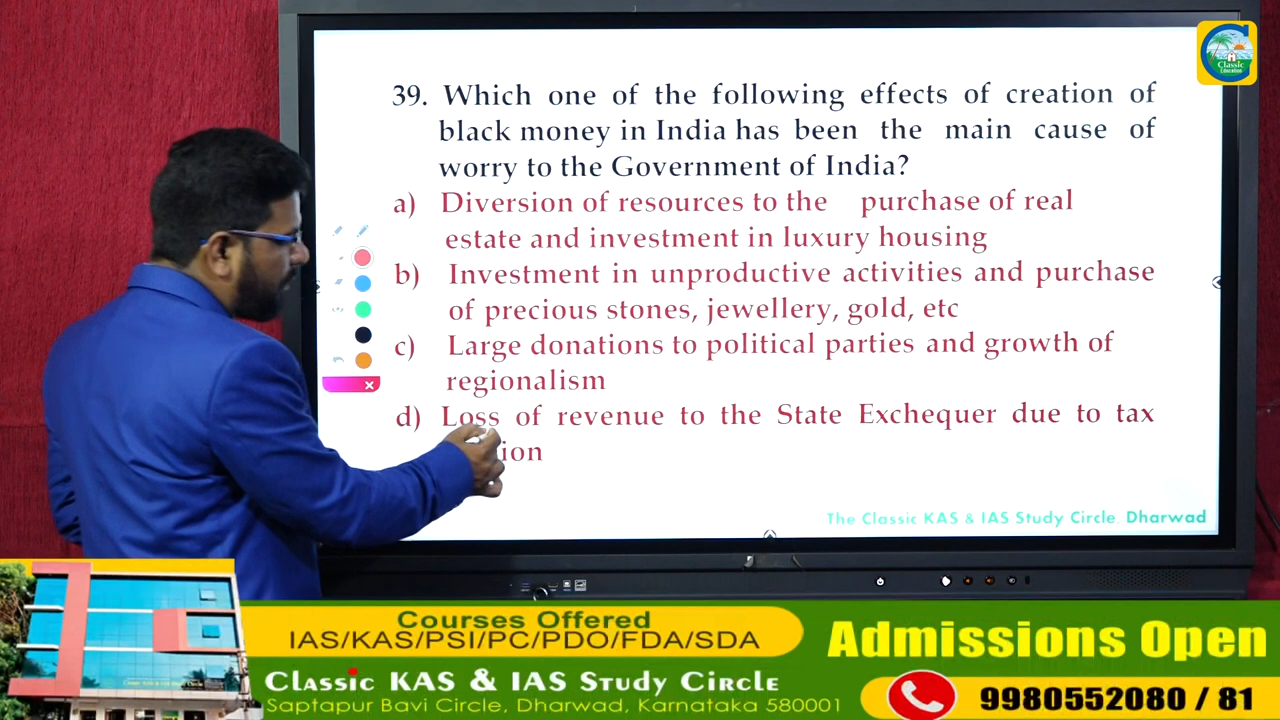 39. Which one of the following effects of creation of
black money in India has been the main cause of
worry to the Government of India?
a) Diversion of resources to the purchase of real
estate and investment in luxury housing
b) Investment in unproductive activities and purchase
of precious stones, jewellery, gold, etc
c) Large donations to political parties and growth of
regionalism
d) Loss of revenue to the State Exchequer due to tax
The Classic KAS & IAS Study Circle, Dharwad
Classic
Education
Courses Offered
IAS/KAS/PSI/PC/PDO/FDA/SDA
Classic KAS & IAS Study Circle
Saptapur Bavi Circle, Dharwad, Karnataka 580001
Admissions Open
9980552080 / 81